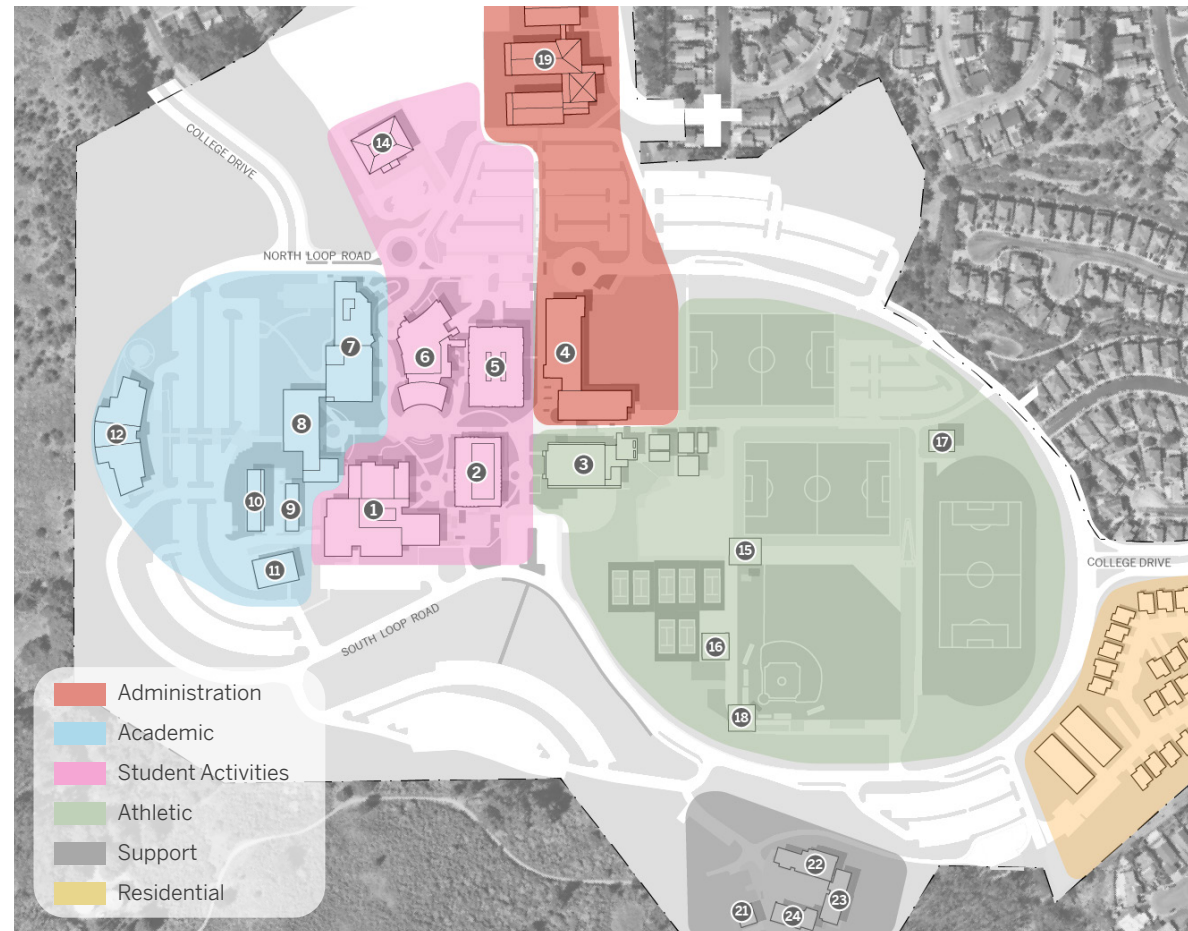 19
14
COLLEGE DRIVE
NORTH LOOP ROAD
7
6
5
4
8
12
2
3
17
10
9
1
11
15
COLLEGE DRIVE
SOUTH LOOP ROAD
16
18
Administration
Academic
Student Activities
Athletic
Support
Residential
22
23
21
24